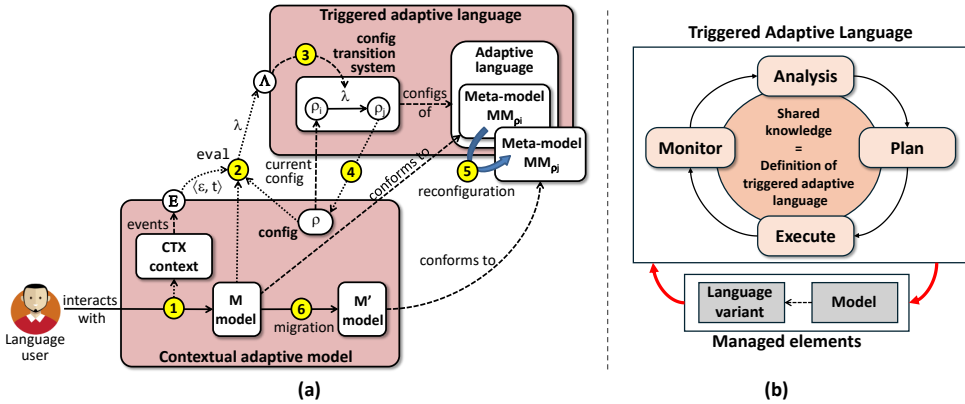 Triggered adaptive language
config
transition
system
3
Λ
λ
ρi
ρj
configs
of
Adaptive
language
Meta-model
MMρi
Meta-model
MMρj
λ
eval
2
current
config
4
conforms to
5
reconfiguration
⟨ε, t⟩
E
events
ρ
config
CTX
context
conforms to
interacts
with
1
M
model
6
migration
M'
model
Language
user
Contextual adaptive model
(a)
Triggered Adaptive Language
Analysis
Monitor
Shared
knowledge
=
Definition of
triggered adaptive
language
Plan
Execute
Language
variant
Model
Managed elements
(b)